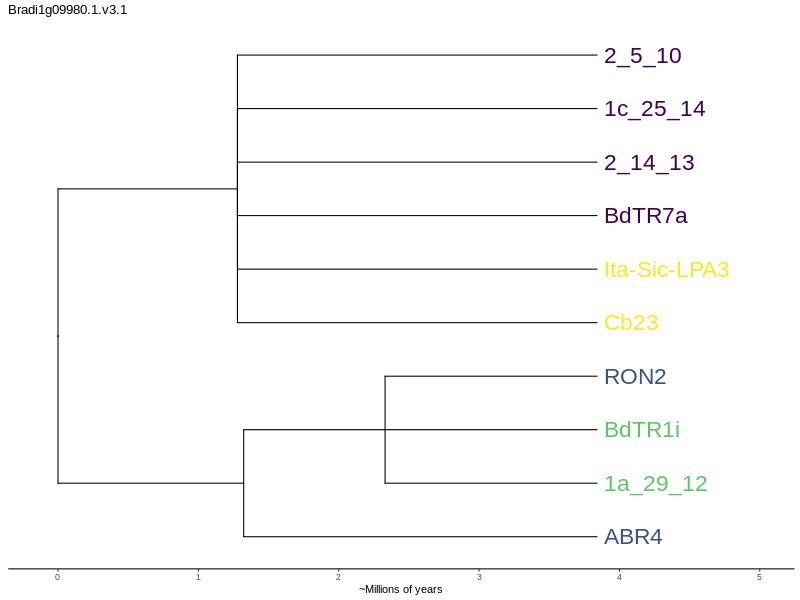 Bradi1g09980.1.v3.1
2_5_10
1c_25_14
2_14_13
BdTR7a
Ita-Sic-LPA3
Cb23
RON2
BdTR1i
1a_29_12
ABR4
0 1 2 3 4 5
~Millions of years